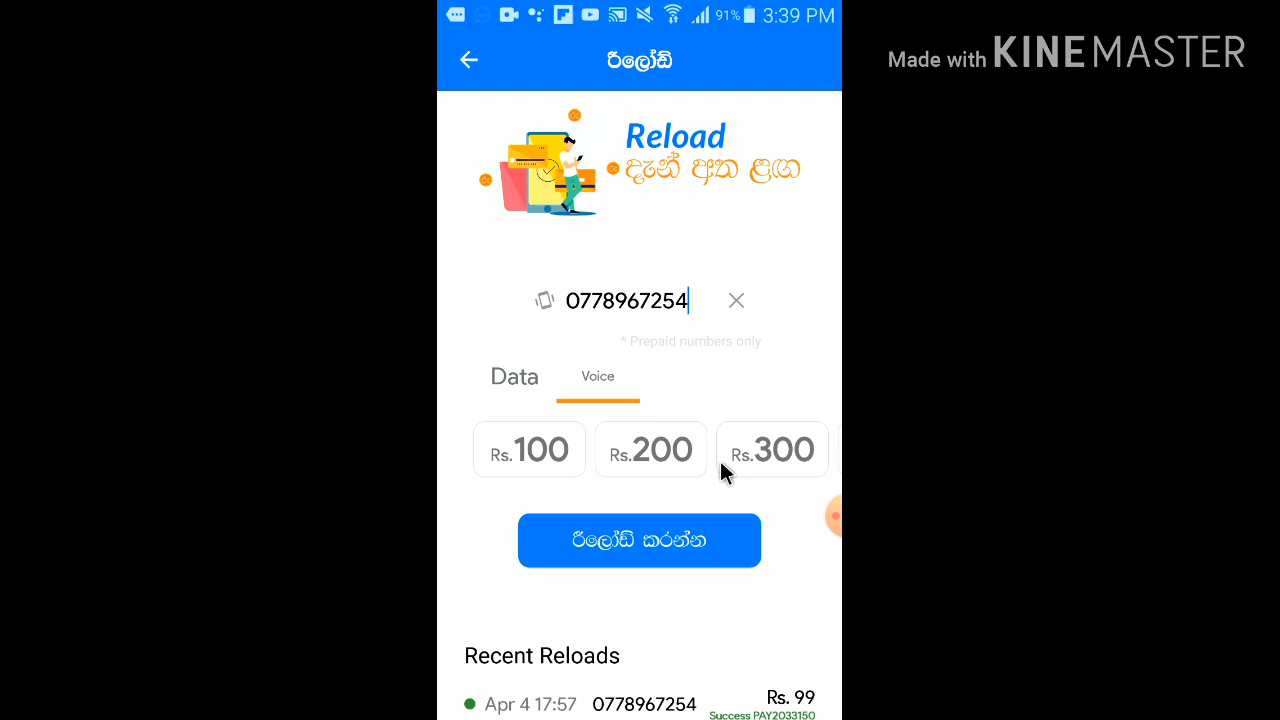 91% 3:39 PM
Made with KINEMASTER
රීලෝඩ්
Reload
දැන් අත ළඟ
0778967254
* Prepaid numbers only
Data Voice
Rs.100 Rs.200 Rs.300
රීලෝඩ් කරන්න
Recent Reloads
Apr 4 17:57 0778967254 Rs. 99
Success PAY2033150